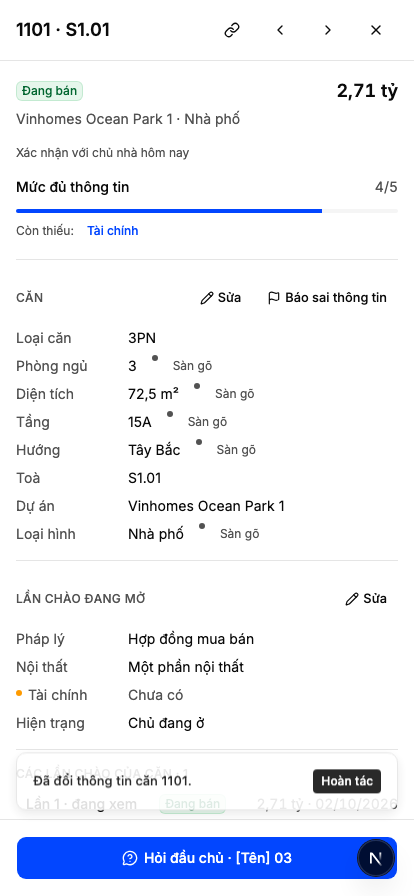 1101 · S1.01
Đang bán
2,71 tỷ
Vinhomes Ocean Park 1 · Nhà phố
Xác nhận với chủ nhà hôm nay
Mức đủ thông tin
4/5
Còn thiếu: Tài chính
CĂN
Sửa
Báo sai thông tin
Loại căn 3PN
Phòng ngủ 3 Sàn gõ
Diện tích 72,5 m² Sàn gõ
Tầng 15A Sàn gõ
Hướng Tây Bắc Sàn gõ
Toà S1.01
Dự án Vinhomes Ocean Park 1
Loại hình Nhà phố Sàn gõ
LẦN CHÀO ĐANG MỞ
Sửa
Pháp lý Hợp đồng mua bán
Nội thất Một phần nội thất
Tài chính Chưa có
Hiện trạng Chủ đang ở
CÁC LẦN CHÀO CỦA CĂN
Đã đổi thông tin căn 1101.
Hoàn tác
Lần 1 · đang xem Đang bán 2,71 tỷ · 02/10/2026
Hỏi đầu chủ · [Tên] 03
N